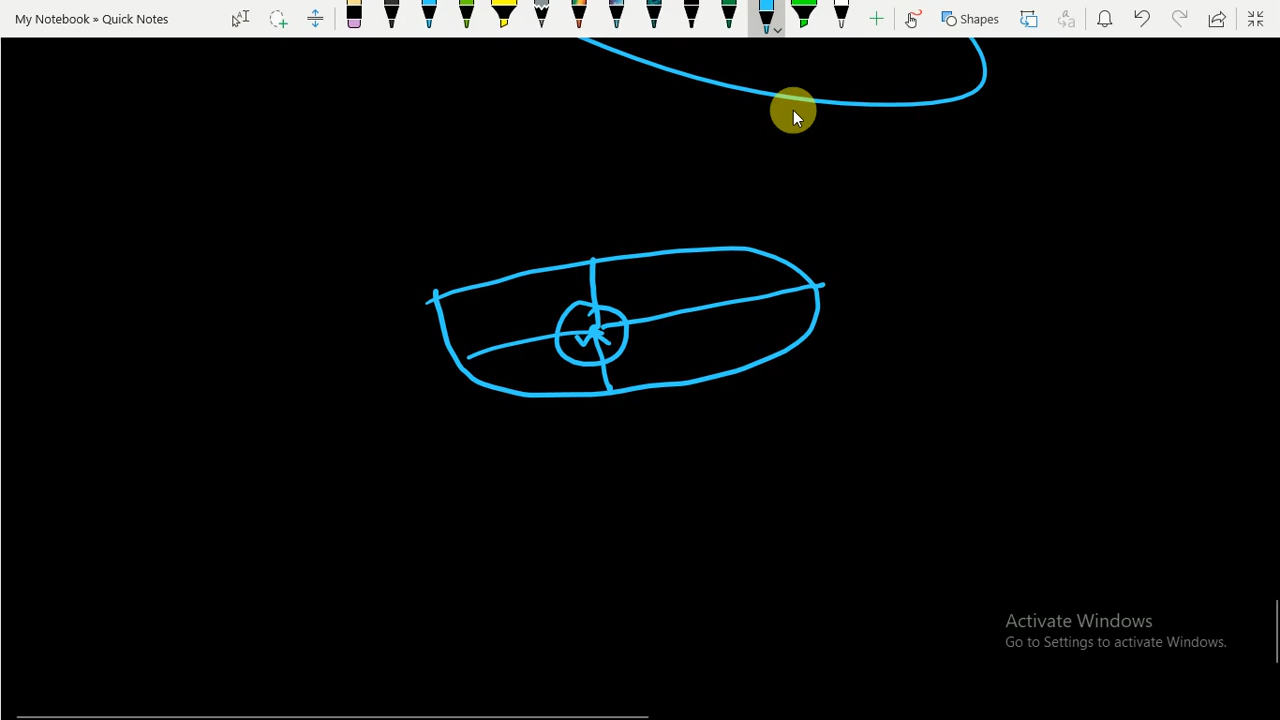 My Notebook » Quick Notes
Shapes
Activate Windows
Go to Settings to activate Windows.